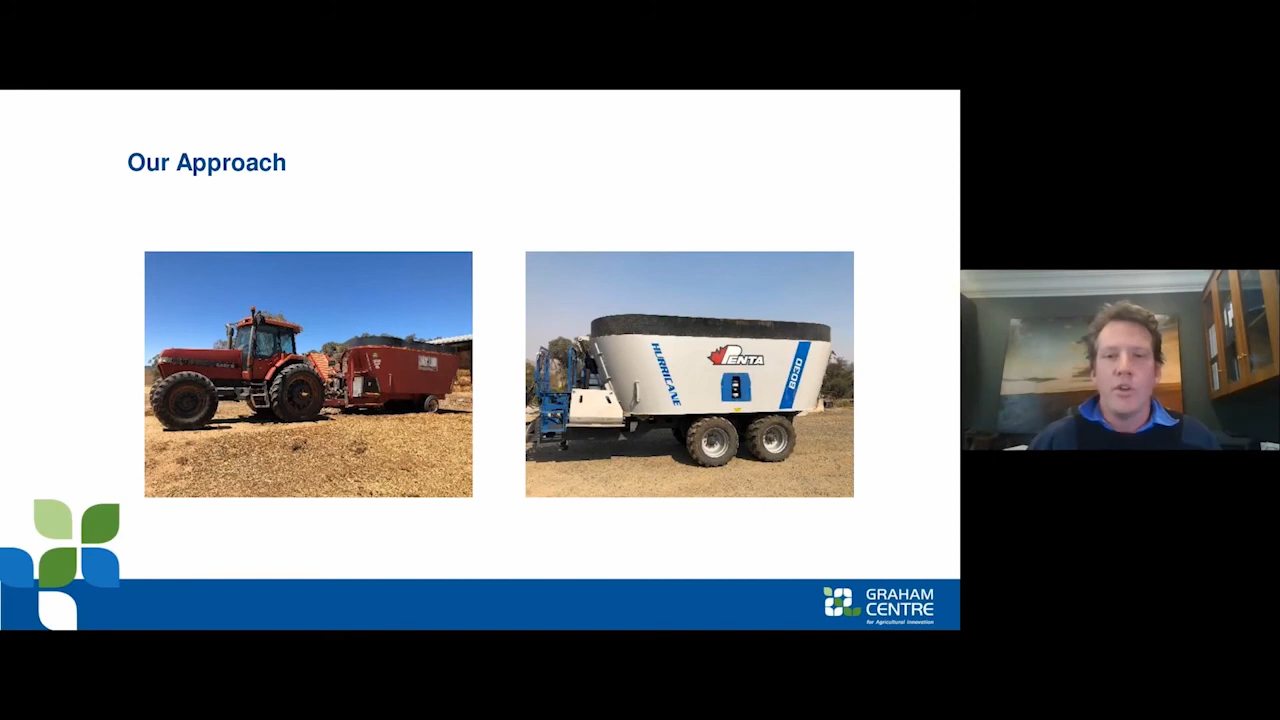 Our Approach
HURRICANE
PENTA
8030
GRAHAM
CENTRE
for Agricultural Innovation